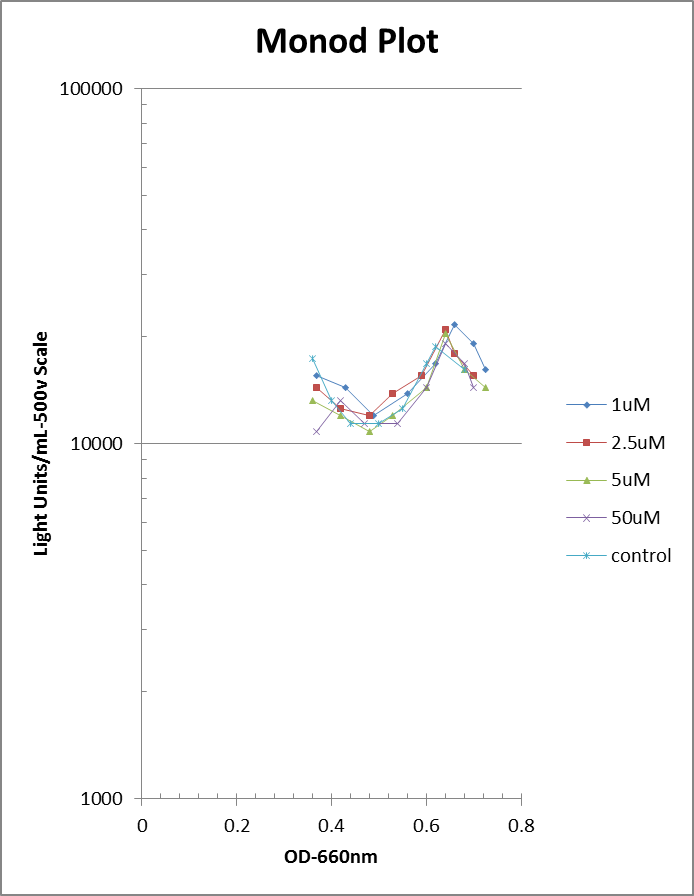 Monod Plot
100000
10000
1000
Light Units/mL-500v Scale
0 0.2 0.4 0.6 0.8
OD-660nm
1uM
2.5uM
5uM
50uM
control